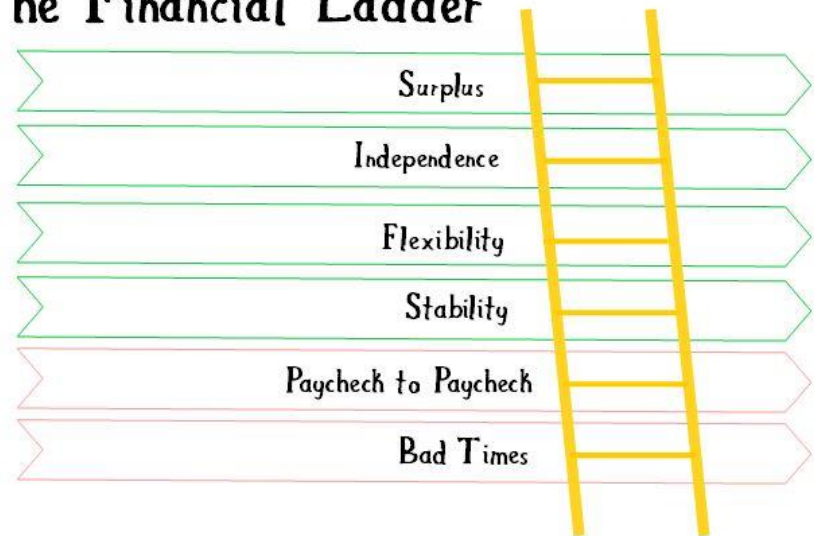 he Financial Ladder
Surplus
Independence
Flexibility
Stability
Paycheck to Paycheck
Bad Times